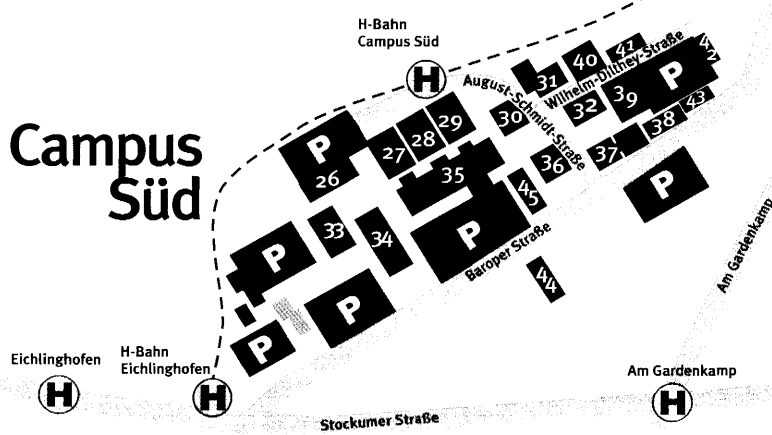 H-Bahn
Campus Süd
H
Campus
Süd
41
40
42
Wilhelm-Dilthey-Straße
31
P
39
August-Schmidt-Straße
32
43
30
38
29
28
27
P
26
37
36
35
45
P
33
34
P
P
Baroper Straße
44
Am Gardenkamp
P
P
Eichlinghofen
H
H-Bahn
Eichlinghofen
H
Stockumer Straße
Am Gardenkamp
H